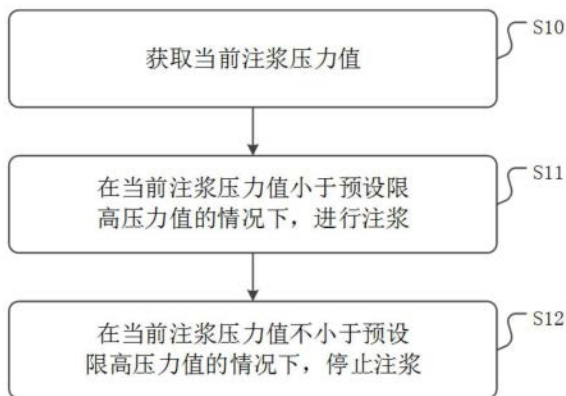 获取当前注浆压力值
S10
在当前注浆压力值小于预设限
高压力值的情况下，进行注浆
S11
在当前注浆压力值不小于预设
限高压力值的情况下，停止注浆
S12